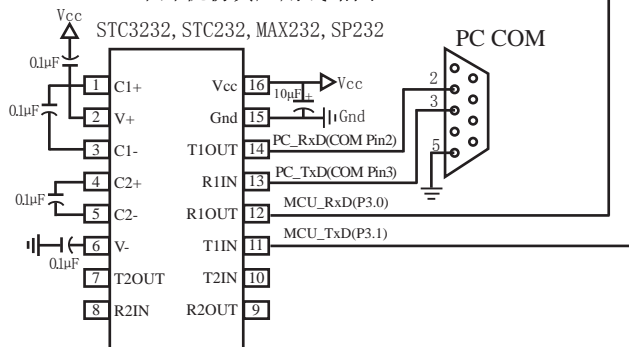 Vcc
STC3232,STC232,MAX232,SP232
PC COM
0.1μF
1 C1+
Vcc 16
Vcc
10μF +
2
0.1μF
2 V+
Gnd 15
Gnd
3
3 C1-
T1OUT 14
PC_RxD(COM Pin2)
5
4 C2+
R1IN 13
PC_TxD(COM Pin3)
0.1μF
5 C2-
R1OUT 12
MCU_RxD(P3.0)
6 V-
T1IN 11
MCU_TxD(P3.1)
0.1μF
7 T2OUT
T2IN 10
8 R2IN
R2OUT 9